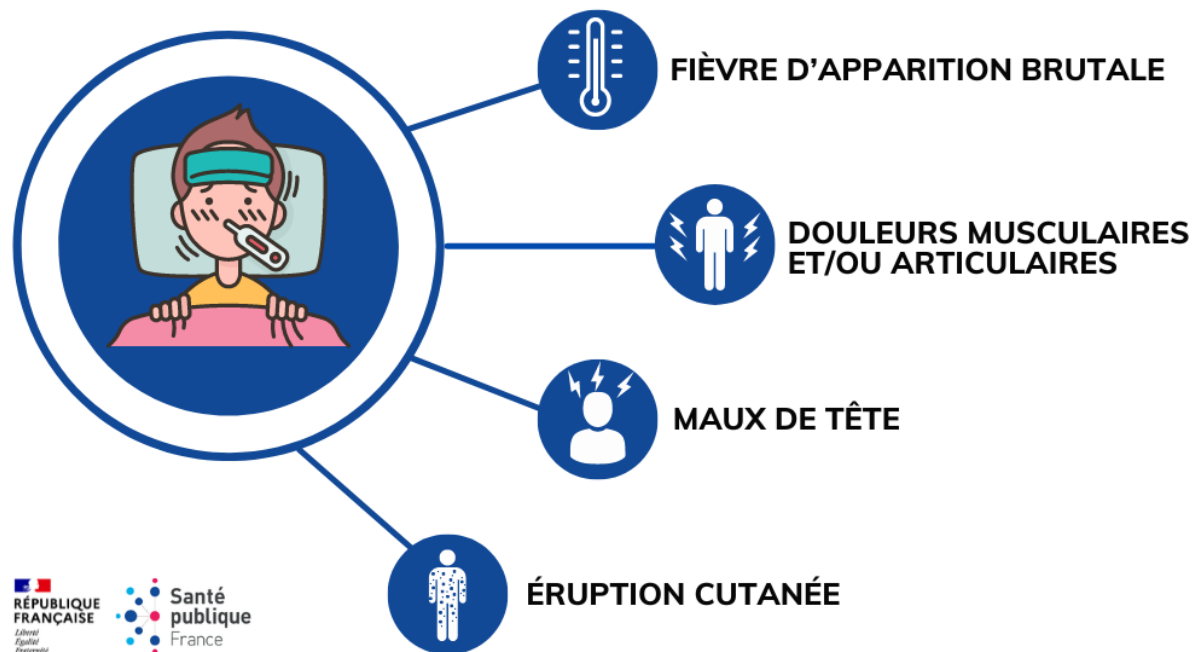 FIÈVRE D'APPARITION BRUTALE
DOULEURS MUSCULAIRES
ET/OU ARTICULAIRES
MAUX DE TÊTE
ÉRUPTION CUTANÉE
RÉPUBLIQUE
FRANÇAISE
Liberté
Égalité
Fraternité
Santé
publique
France